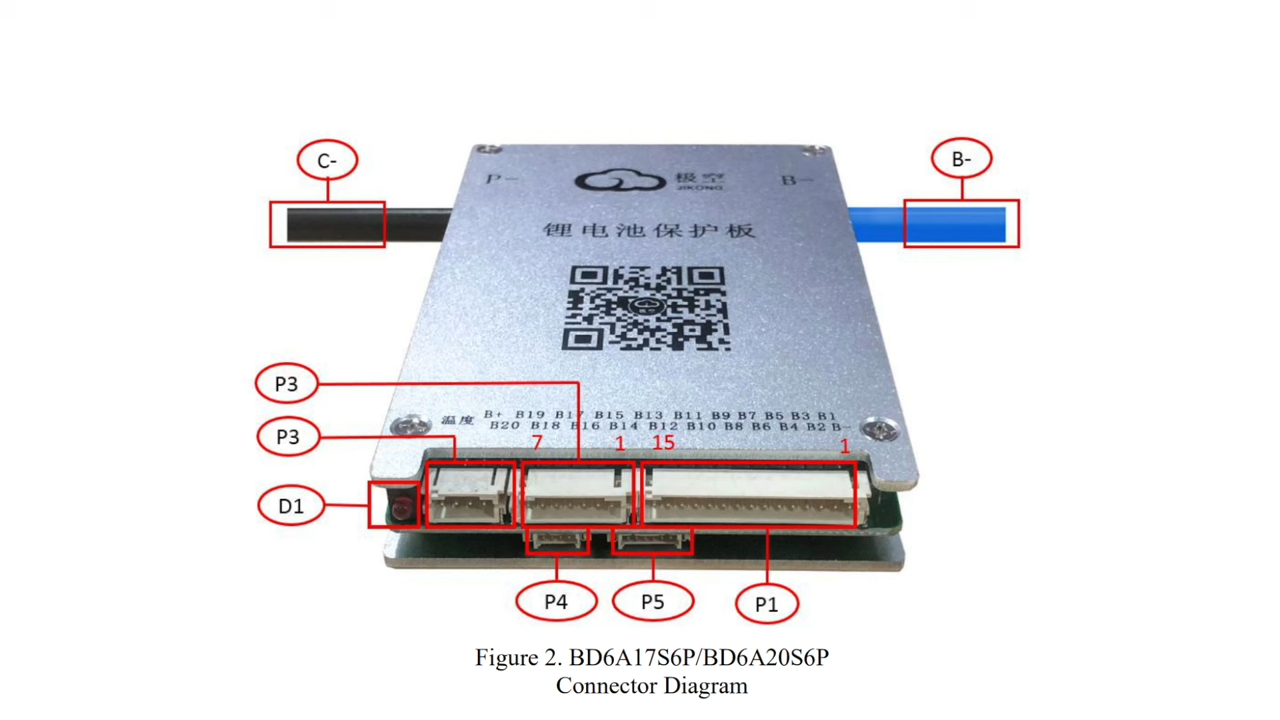 C-
B-
P-
极空
JIKONG
B-
锂电池保护板
P3
温度
B+ B19 B17 B15 B13 B11 B9 B7 B5 B3 B1
B20 B18 B16 B14 B12 B10 B8 B6 B4 B2 B-
P3
7
1
15
1
D1
P4
P5
P1
Figure 2. BD6A17S6P/BD6A20S6P
Connector Diagram